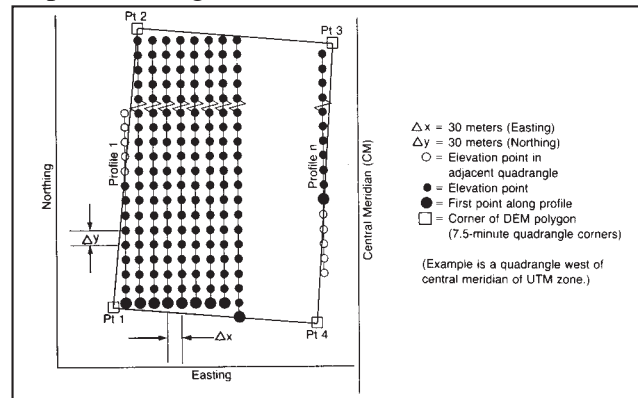 Pt 2
Pt 3
Northing
Profile 1
Profile n
Central Meridian (CM)
Δy
Pt 1
Pt 4
Δx
Easting
Δx = 30 meters (Easting)
Δy = 30 meters (Northing)
○ = Elevation point in
adjacent quadrangle
● = Elevation point
● = First point along profile
□ = Corner of DEM polygon
(7.5-minute quadrangle corners)
(Example is a quadrangle west of
central meridian of UTM zone.)